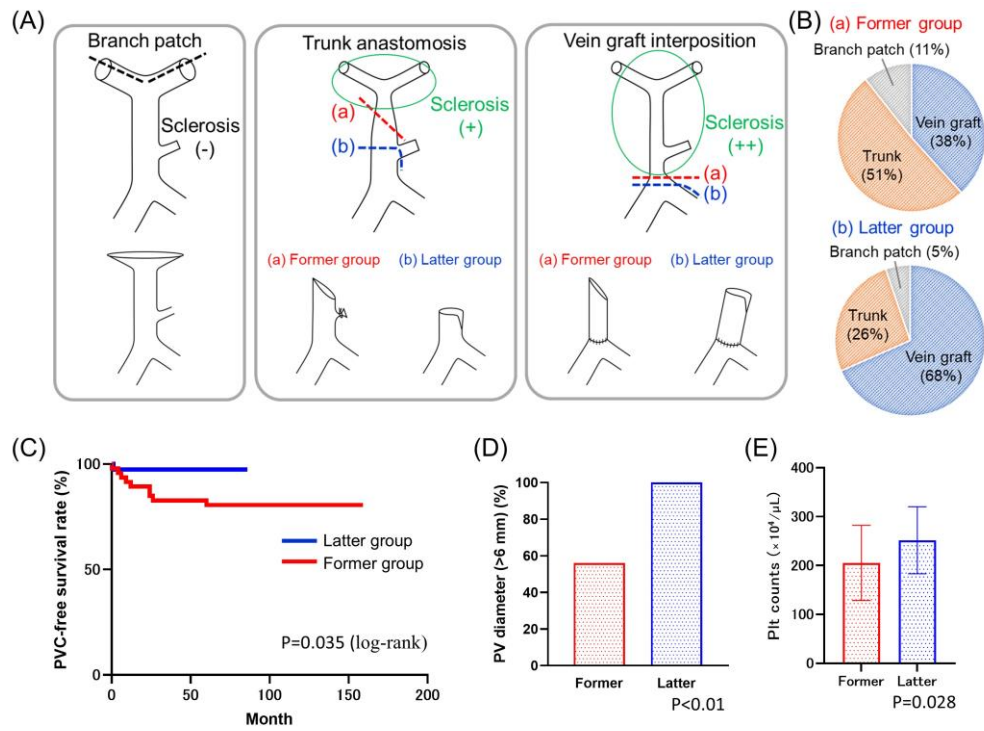 (A)
Branch patch
Sclerosis
(-)
Trunk anastomosis
(a)
(b)
Sclerosis
(+)
(a) Former group
(b) Latter group
Vein graft interposition
Sclerosis
(++)
(a)
(b)
(a) Former group
(b) Latter group
(B)
(a) Former group
Branch patch (11%)
Vein graft
(38%)
Trunk
(51%)
(b) Latter group
Branch patch (5%)
Trunk
(26%)
Vein graft
(68%)
(C)
PVC-free survival rate (%)
100
50
0
Latter group
Former group
P=0.035 (log-rank)
0
50
100
150
200
Month
(D)
PV diameter (>6 mm) (%)
100
80
60
40
20
0
Former
Latter
P<0.01
(E)
Plt counts (×10⁴/μL)
400
300
200
100
0
Former
Latter
P=0.028